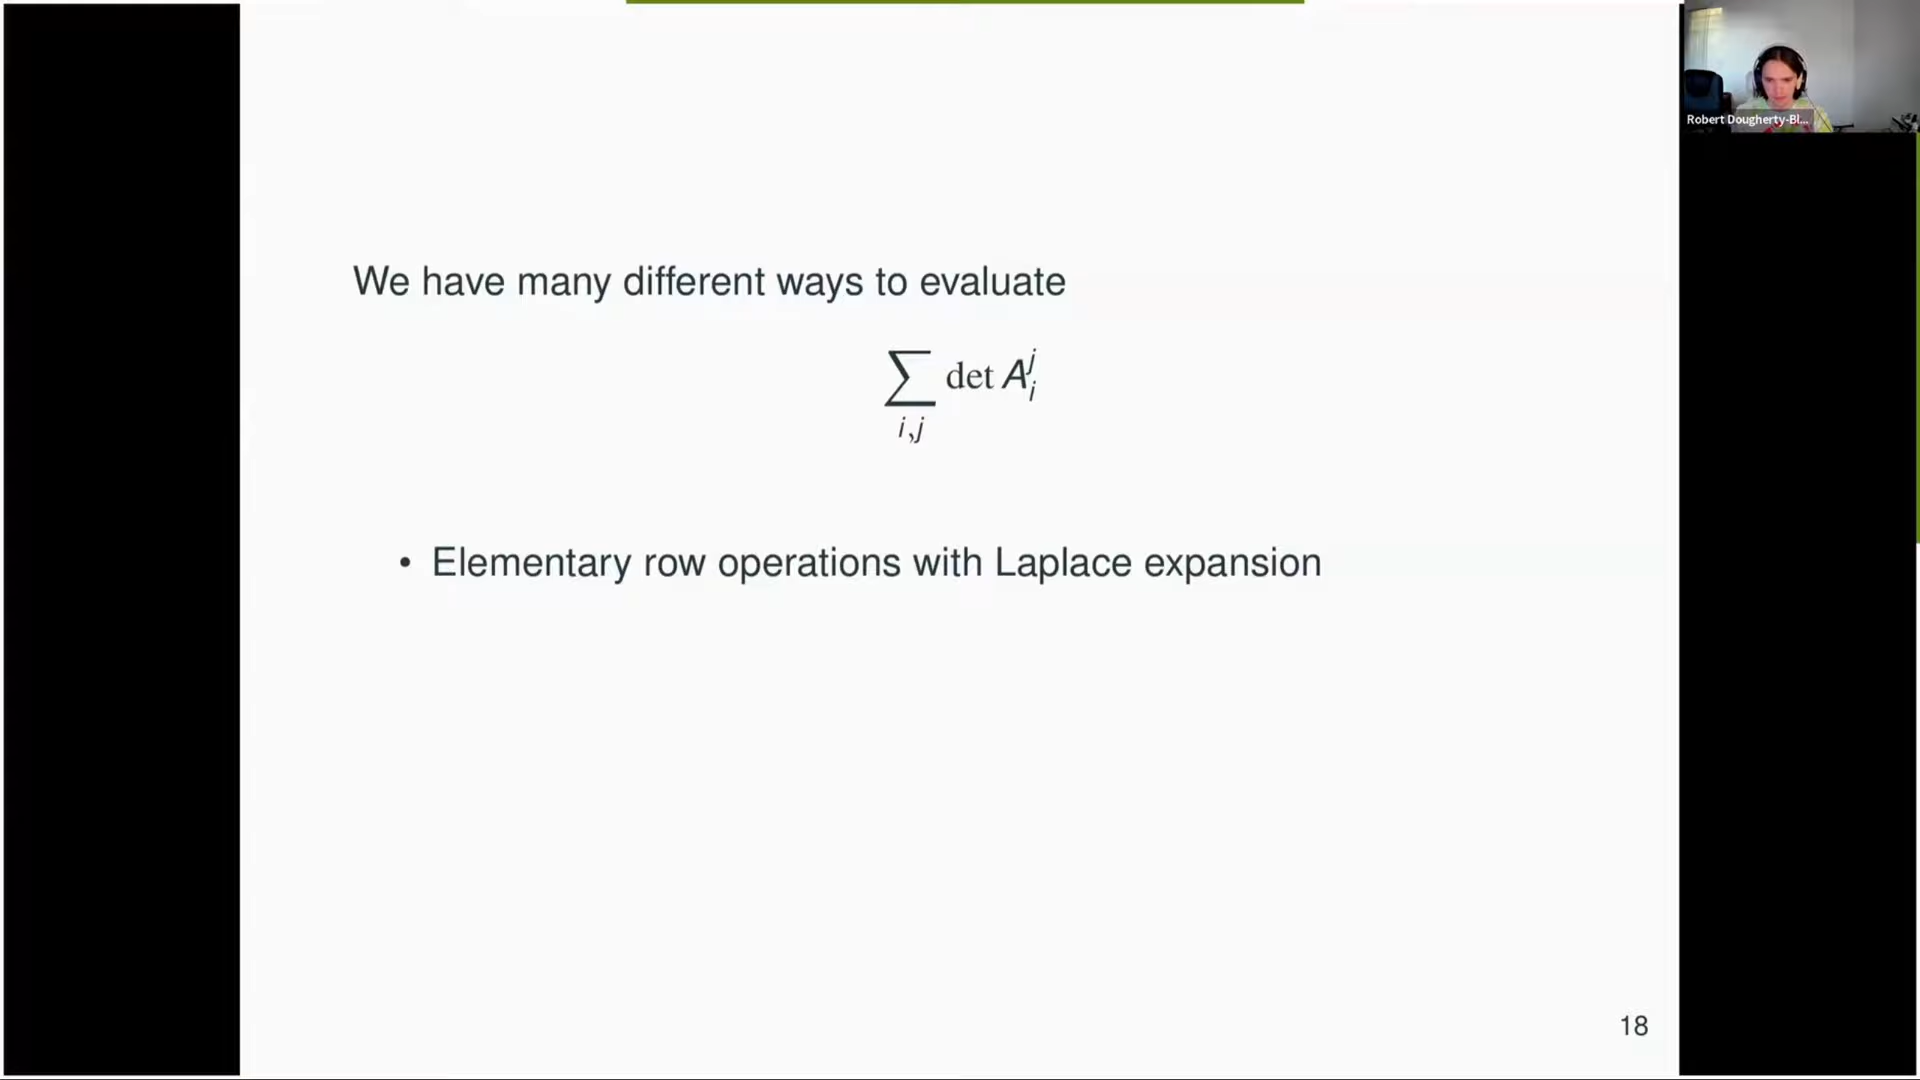 Robert Dougherty-Bl...
We have many different ways to evaluate
∑ det A_i^j
i,j
• Elementary row operations with Laplace expansion
18